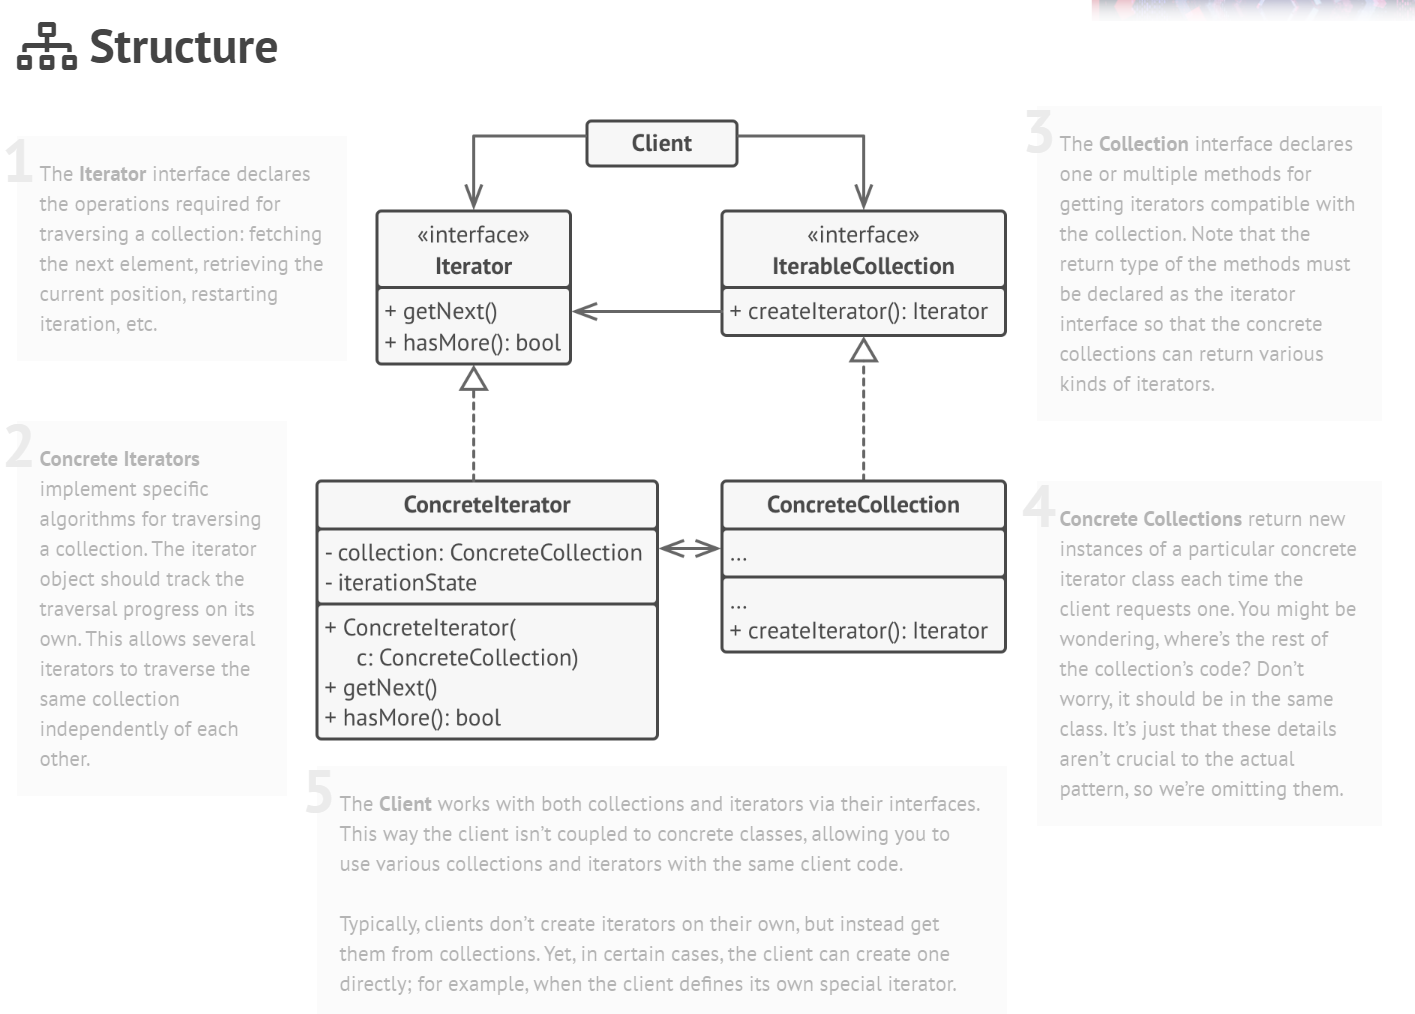 Structure
1
The Iterator interface declares
the operations required for
traversing a collection: fetching
the next element, retrieving the
current position, restarting
iteration, etc.
2
Concrete Iterators
implement specific
algorithms for traversing
a collection. The iterator
object should track the
traversal progress on its
own. This allows several
iterators to traverse the
same collection
independently of each
other.
Client
«interface»
Iterator
+ getNext()
+ hasMore(): bool
«interface»
IterableCollection
+ createIterator(): Iterator
ConcreteIterator
- collection: ConcreteCollection
- iterationState
+ ConcreteIterator(
c: ConcreteCollection)
+ getNext()
+ hasMore(): bool
ConcreteCollection
...
...
+ createIterator(): Iterator
3
The Collection interface declares
one or multiple methods for
getting iterators compatible with
the collection. Note that the
return type of the methods must
be declared as the iterator
interface so that the concrete
collections can return various
kinds of iterators.
4
Concrete Collections return new
instances of a particular concrete
iterator class each time the
client requests one. You might be
wondering, where’s the rest of
the collection’s code? Don’t
worry, it should be in the same
class. It’s just that these details
aren’t crucial to the actual
pattern, so we’re omitting them.
5
The Client works with both collections and iterators via their interfaces.
This way the client isn’t coupled to concrete classes, allowing you to
use various collections and iterators with the same client code.
Typically, clients don’t create iterators on their own, but instead get
them from collections. Yet, in certain cases, the client can create one
directly; for example, when the client defines its own special iterator.